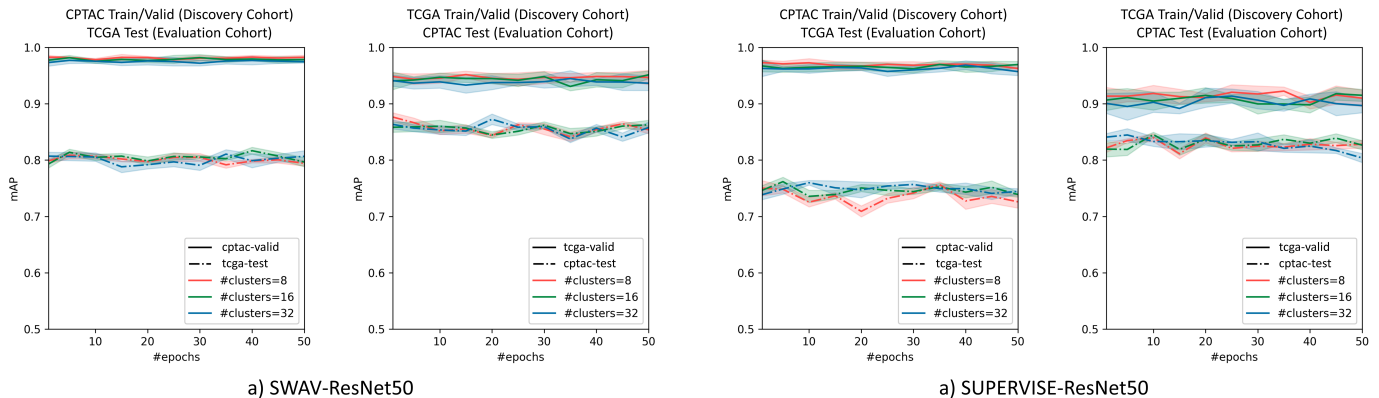 CPTAC Train/Valid (Discovery Cohort)
TCGA Test (Evaluation Cohort)
1.0
0.9
0.8
0.7
0.6
0.5
mAP
10
20
30
40
50
#epochs
cptac-valid
tcga-test
#clusters=8
#clusters=16
#clusters=32
TCGA Train/Valid (Discovery Cohort)
CPTAC Test (Evaluation Cohort)
1.0
0.9
0.8
0.7
0.6
0.5
mAP
10
20
30
40
50
#epochs
tcga-valid
cptac-test
#clusters=8
#clusters=16
#clusters=32
a) SWAV-ResNet50
CPTAC Train/Valid (Discovery Cohort)
TCGA Test (Evaluation Cohort)
1.0
0.9
0.8
0.7
0.6
0.5
mAP
10
20
30
40
50
#epochs
cptac-valid
tcga-test
#clusters=8
#clusters=16
#clusters=32
TCGA Train/Valid (Discovery Cohort)
CPTAC Test (Evaluation Cohort)
1.0
0.9
0.8
0.7
0.6
0.5
mAP
10
20
30
40
50
#epochs
tcga-valid
cptac-test
#clusters=8
#clusters=16
#clusters=32
a) SUPERVISE-ResNet50